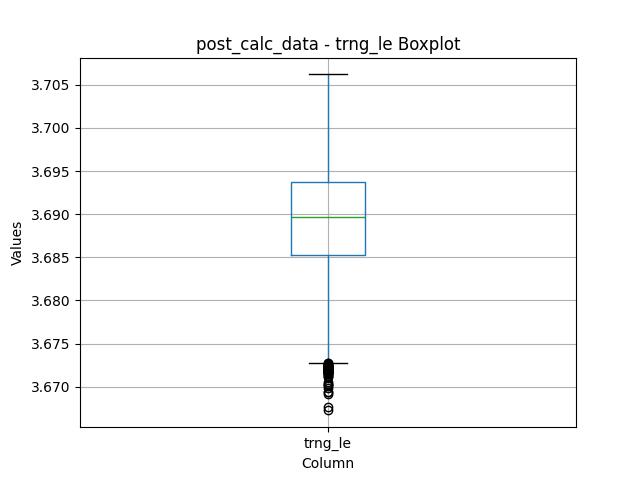 post_calc_data - trng_le Boxplot
3.705
3.700
3.695
3.690
3.685
3.680
3.675
3.670
Values
trng_le
Column